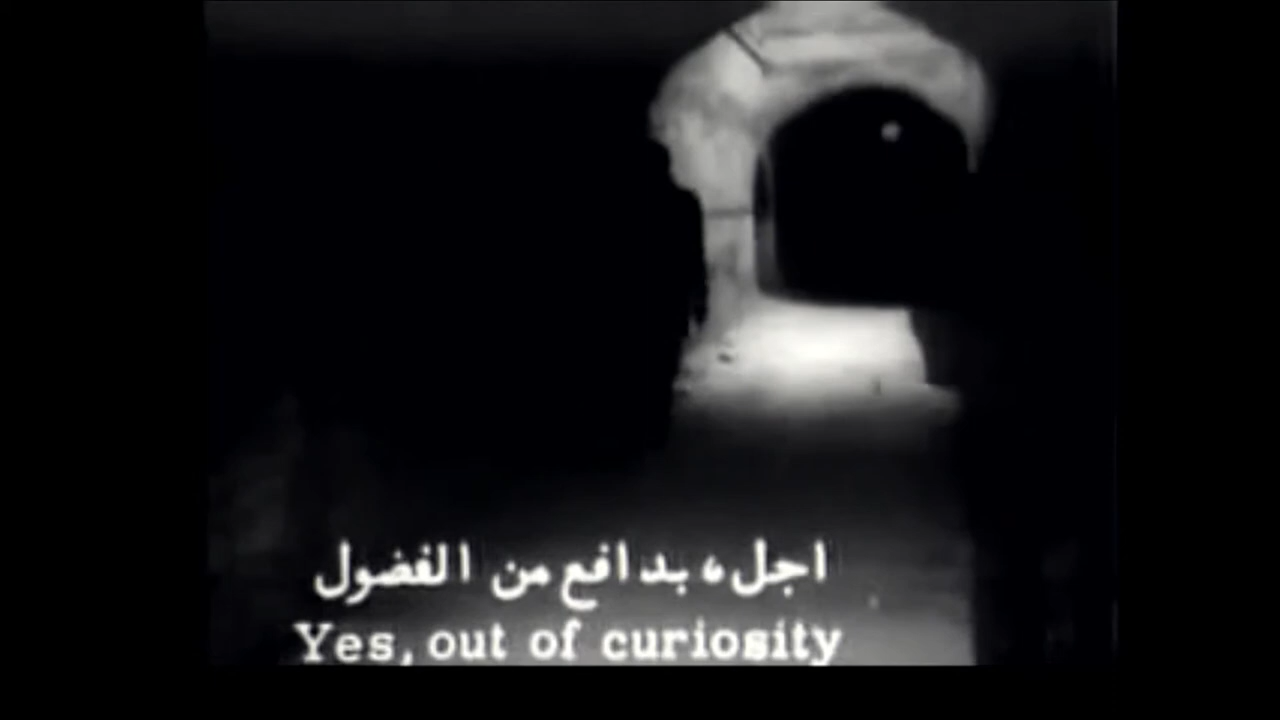 اجل، بدافع من الفضول
Yes, out of curiosity